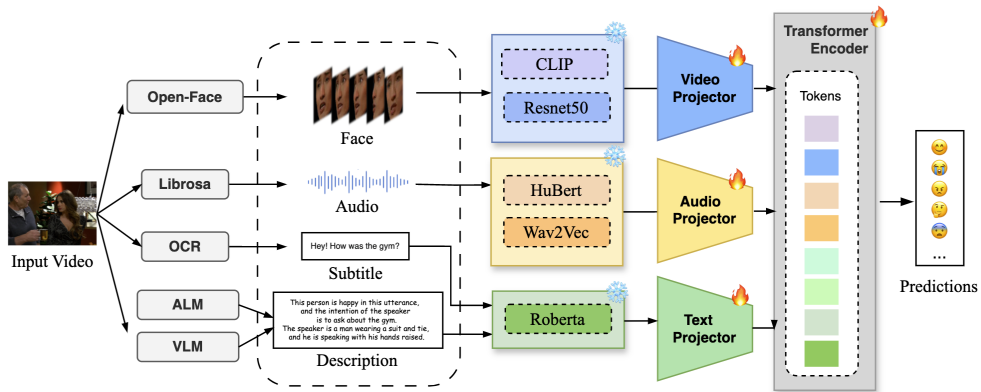 Input Video
Open-Face
Librosa
OCR
ALM
VLM
Face
Audio
Hey! How was the gym?
Subtitle
This person is happy in this utterance,
and the intention of the speaker
is to ask about the gym.
The speaker is a man wearing a suit and tie,
and he is speaking with his hands raised.
Description
CLIP
Resnet50
HuBert
Wav2Vec
Roberta
Video
Projector
Audio
Projector
Text
Projector
Transformer
Encoder
Tokens
...
Predictions